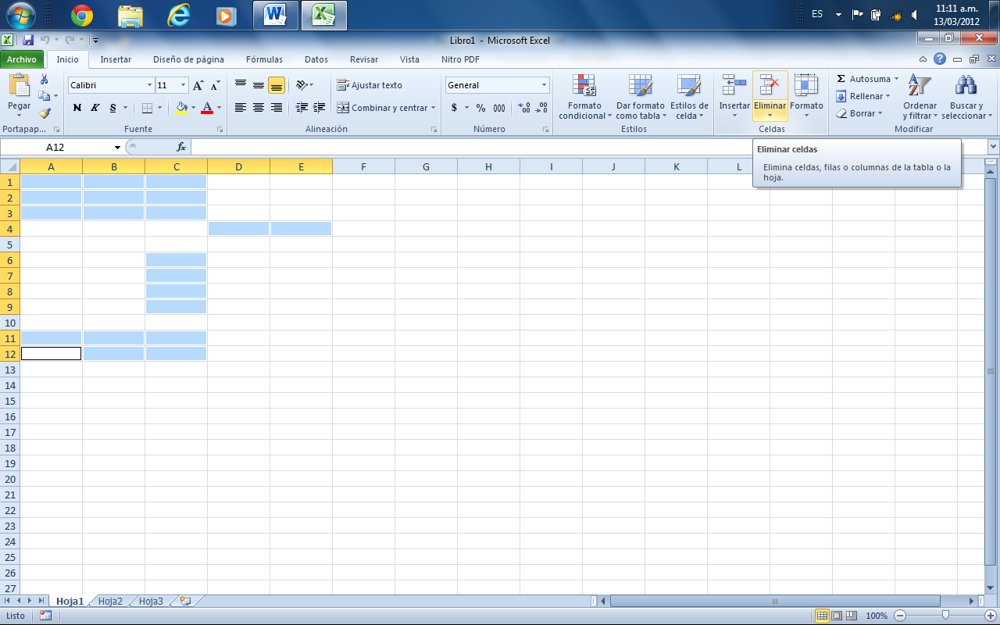 ES 11:11 a.m.
13/03/2012
Libro1 - Microsoft Excel
Archivo Inicio Insertar Diseño de página Fórmulas Datos Revisar Vista Nitro PDF
Pegar
Portapap...
Calibri 11 A A
N K S A
Fuente
Ajustar texto
Combinar y centrar
Alineación
General
$ % 000 ,00 ,0
Número
Formato condicional
Dar formato como tabla
Estilos de celda
Estilos
Insertar Eliminar Formato
Celdas
Σ Autosuma
Rellenar
Borrar
Ordenar y filtrar
Buscar y seleccionar
Modificar
A12 fx
Eliminar celdas
Elimina celdas, filas o columnas de la tabla o la
hoja.
A B C D E F G H I J K L
1
2
3
4
5
6
7
8
9
10
11
12
13
14
15
16
17
18
19
20
21
22
23
24
25
26
27
Hoja1 Hoja2 Hoja3
Listo 100%